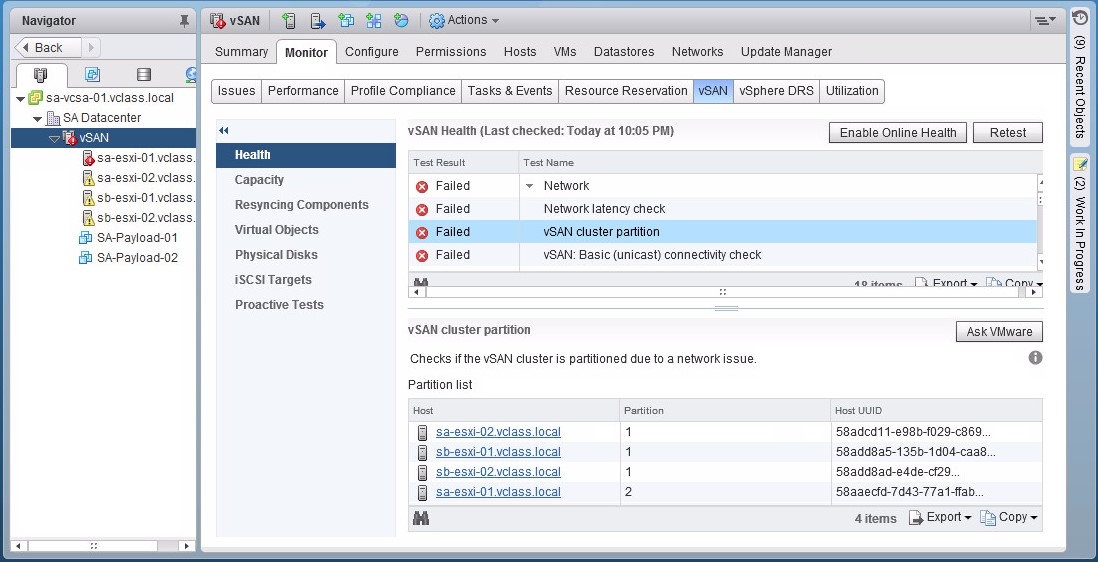 Navigator
Back
sa-vcsa-01.vclass.local
SA Datacenter
vSAN
sa-esxi-01.vclass.
sa-esxi-02.vclass.
sb-esxi-01.vclass.
sb-esxi-02.vclass.
SA-Payload-01
SA-Payload-02
vSAN Actions
Summary Monitor Configure Permissions Hosts VMs Datastores Networks Update Manager
Issues Performance Profile Compliance Tasks & Events Resource Reservation vSAN vSphere DRS Utilization
Health
Capacity
Resyncing Components
Virtual Objects
Physical Disks
iSCSI Targets
Proactive Tests
vSAN Health (Last checked: Today at 10:05 PM) Enable Online Health Retest
Test Result Test Name
Failed Network
Failed Network latency check
Failed vSAN cluster partition
Failed vSAN: Basic (unicast) connectivity check
18 items Export Copy
vSAN cluster partition Ask VMware
Checks if the vSAN cluster is partitioned due to a network issue.
Partition list
Host Partition Host UUID
sa-esxi-02.vclass.local 1 58adcd11-e98b-f029-c869...
sb-esxi-01.vclass.local 1 58add8a5-135b-1d04-caa8...
sb-esxi-02.vclass.local 1 58add8ad-e4de-cf29...
sa-esxi-01.vclass.local 2 58aaecfd-7d43-77a1-ffab...
4 items Export Copy
(9) Recent Objects
(2) Work In Progress